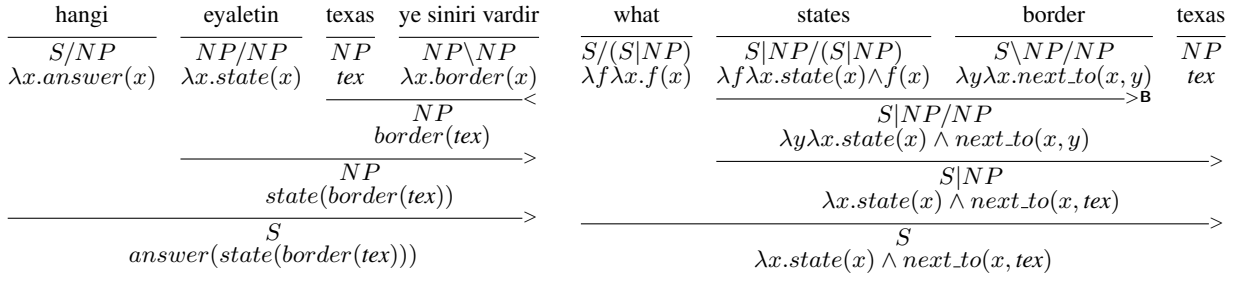 hangi eyaletin texas ye siniri vardir what states border texas
S/NP NP/NP NP NP\NP S/(S|NP) S|NP/(S|NP) S\NP/NP NP
λx.answer(x) λx.state(x) tex λx.border(x) λfλx.f(x) λfλx.state(x)∧f(x) λyλx.next_to(x, y) tex
< >B
NP S|NP/NP
border(tex) λyλx.state(x) ∧ next_to(x, y)
> >
NP S|NP
state(border(tex)) λx.state(x) ∧ next_to(x, tex)
> >
S S
answer(state(border(tex))) λx.state(x) ∧ next_to(x, tex)